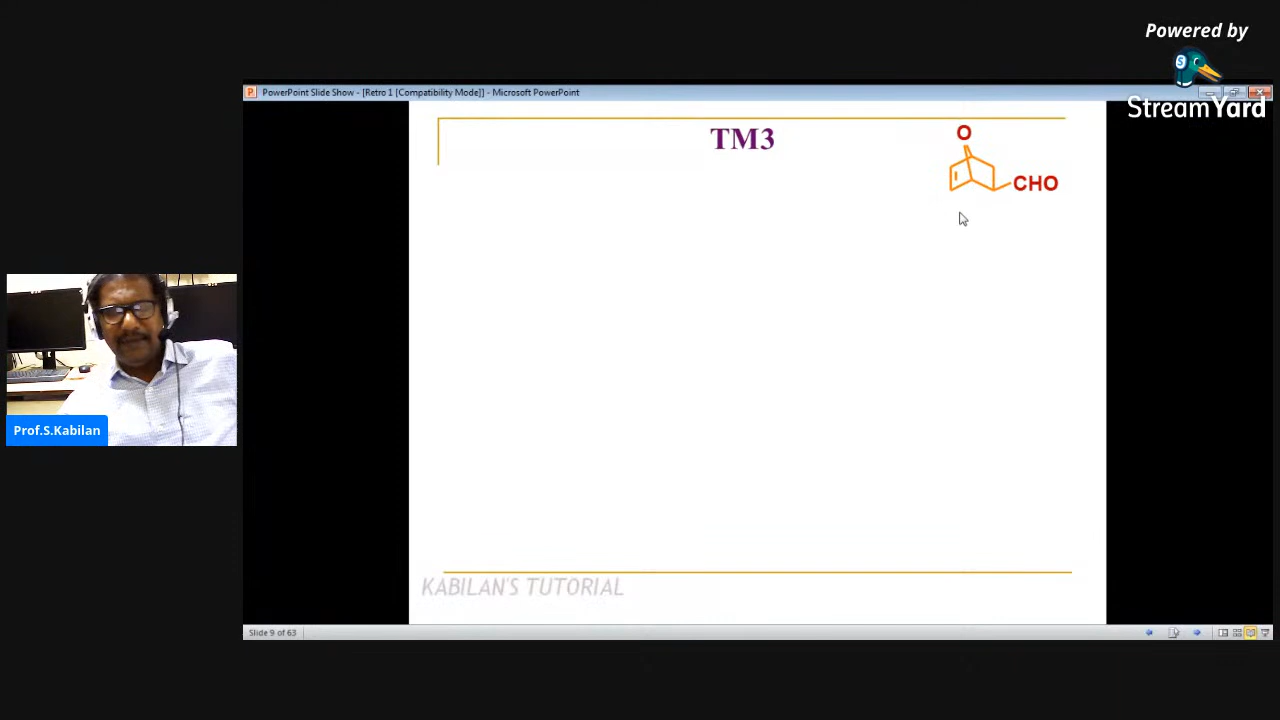 Powered by
S
StreamYard
P PowerPoint Slide Show - [Retro 1 [Compatibility Mode]] - Microsoft PowerPoint
TM3
O
CHO
Prof.S.Kabilan
KABILAN'S TUTORIAL
Slide 9 of 63